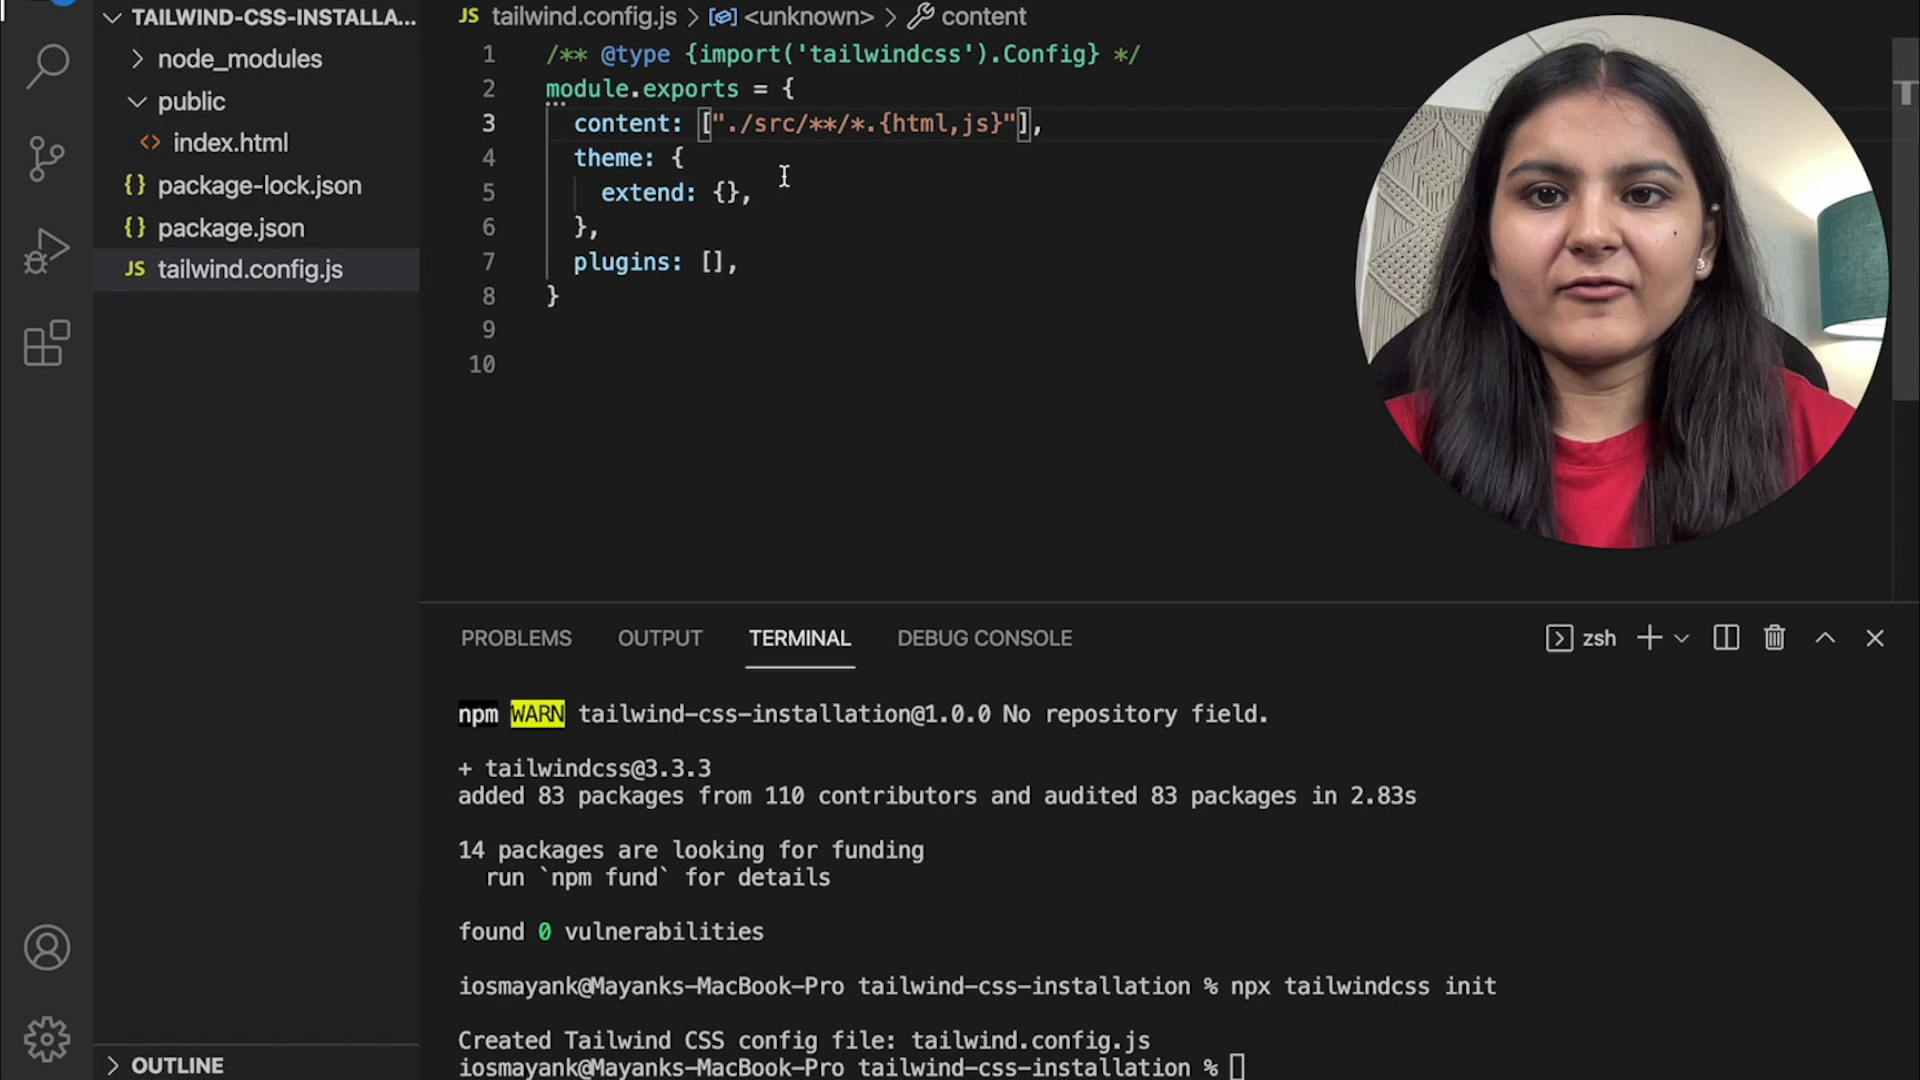 TAILWIND-CSS-INSTALLA...
node_modules
public
index.html
package-lock.json
package.json
tailwind.config.js
OUTLINE
JS tailwind.config.js > <unknown> > content
1 /** @type {import('tailwindcss').Config} */
2 module.exports = {
3 content: ["./src/**/*.{html,js}"],
4 theme: {
5 extend: {},
6 },
7 plugins: [],
8 }
9
10
PROBLEMS OUTPUT TERMINAL DEBUG CONSOLE zsh
npm WARN tailwind-css-installation@1.0.0 No repository field.
+ tailwindcss@3.3.3
added 83 packages from 110 contributors and audited 83 packages in 2.83s
14 packages are looking for funding
run `npm fund` for details
found 0 vulnerabilities
iosmayank@Mayanks-MacBook-Pro tailwind-css-installation % npx tailwindcss init
Created Tailwind CSS config file: tailwind.config.js
iosmayank@Mayanks-MacBook-Pro tailwind-css-installation %